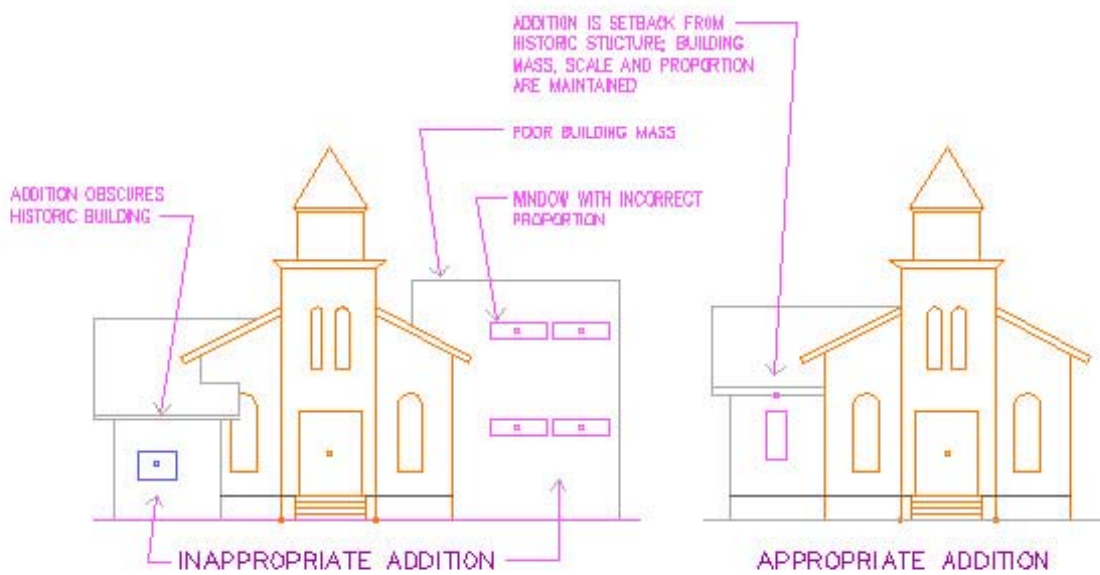 ADDITION IS SETBACK FROM
HISTORIC STUCTURE; BUILDING
MASS, SCALE AND PROPORTION
ARE MAINTAINED
POOR BUILDING MASS
ADDITION OBSCURES
HISTORIC BUILDING
WINDOW WITH INCORRECT
PROPORTION
INAPPROPRIATE ADDITION
APPROPRIATE ADDITION